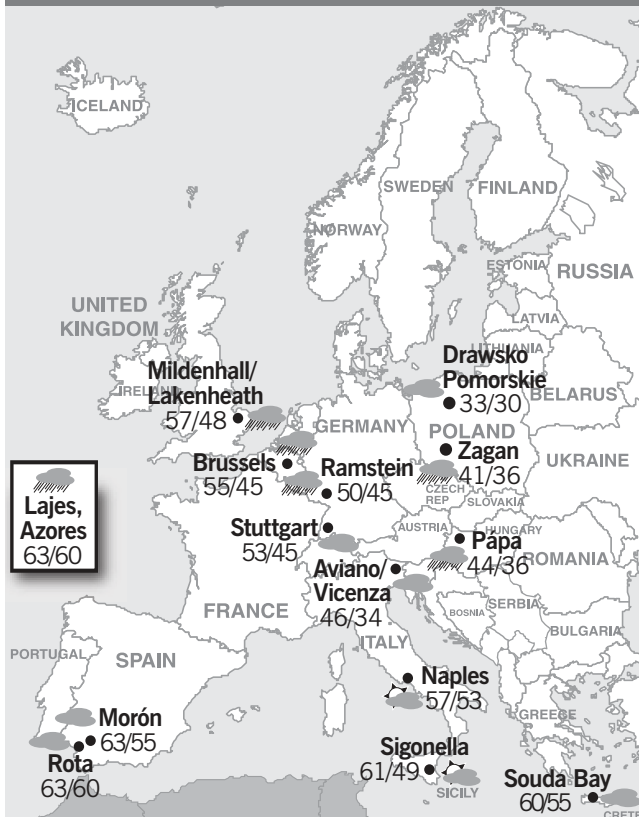 ICELAND
SWEDEN
FINLAND
NORWAY
ESTONIA
RUSSIA
UNITED
KINGDOM
LATVIA
LITHUANIA
Drawsko
Pomorskie
33/30
BELARUS
Mildenhall/
Lakenheath
57/48
IRELAND
GERMANY
POLAND
Zagan
41/36
UKRAINE
Brussels
55/45
Ramstein
50/45
CZECH
REP
SLOVAKIA
Lajes,
Azores
63/60
Stuttgart
53/45
AUSTRIA
HUNGARY
Pápa
44/36
ROMANIA
Aviano/
Vicenza
46/34
FRANCE
BOSNIA
SERBIA
BULGARIA
ITALY
PORTUGAL
SPAIN
Naples
57/53
GREECE
Morón
63/55
Rota
63/60
Sigonella
61/49
SICILY
Souda Bay
60/55
CRETE